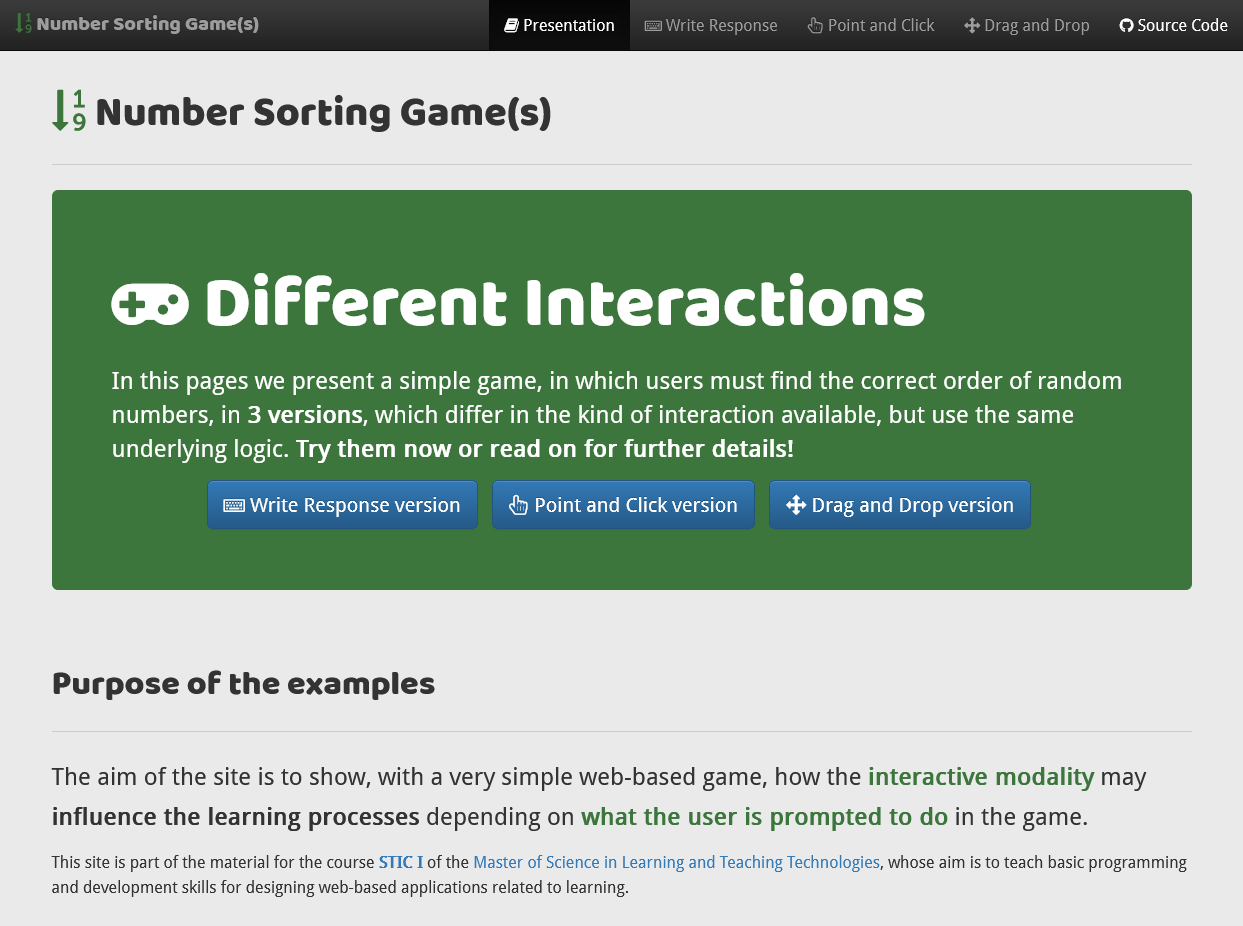 Number Sorting Game(s) Presentation Write Response Point and Click Drag and Drop Source Code
1 9 Number Sorting Game(s)
Different Interactions
In this pages we present a simple game, in which users must find the correct order of random
numbers, in 3 versions, which differ in the kind of interaction available, but use the same
underlying logic. Try them now or read on for further details!
Write Response version Point and Click version Drag and Drop version
Purpose of the examples
The aim of the site is to show, with a very simple web-based game, how the interactive modality may
influence the learning processes depending on what the user is prompted to do in the game.
This site is part of the material for the course STIC I of the Master of Science in Learning and Teaching Technologies, whose aim is to teach basic programming
and development skills for designing web-based applications related to learning.